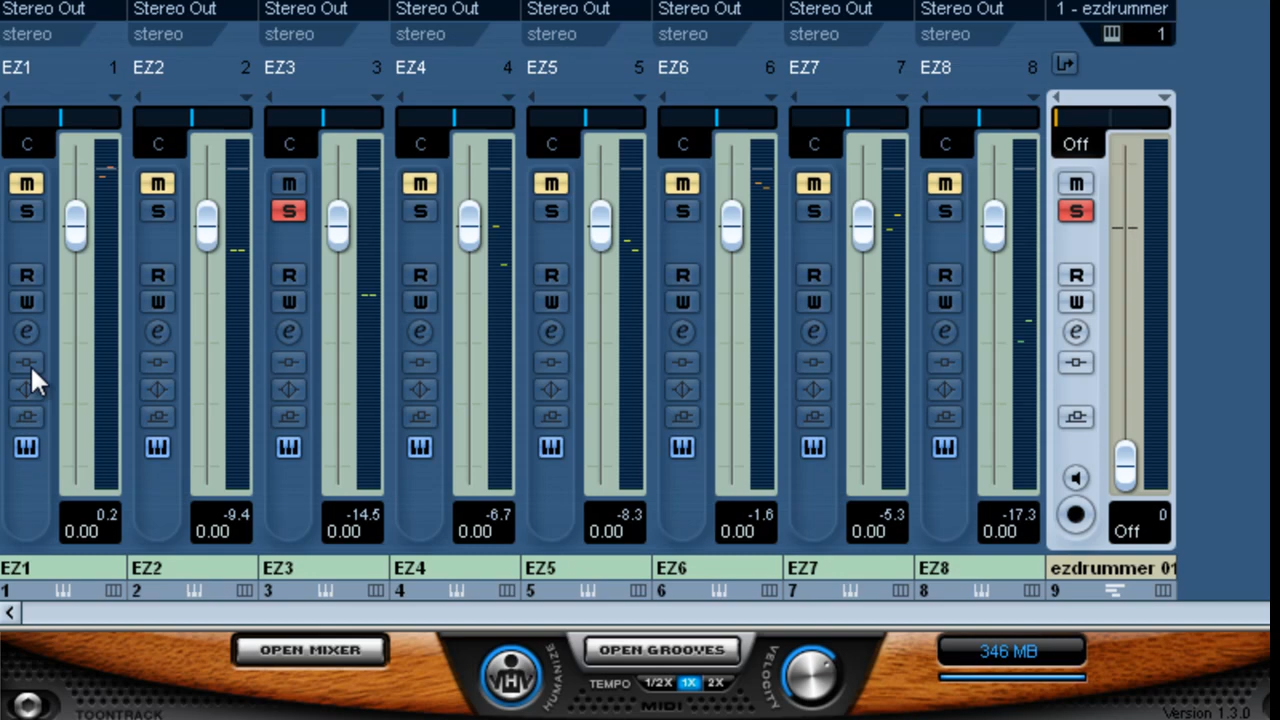 Stereo Out Stereo Out Stereo Out Stereo Out Stereo Out Stereo Out Stereo Out Stereo Out 1 - ezdrummer
stereo stereo stereo stereo stereo stereo stereo stereo 1
EZ1 1 EZ2 2 EZ3 3 EZ4 4 EZ5 5 EZ6 6 EZ7 7 EZ8 8
C C C C C C C C Off
m m m m m m m m m
S S S S S S S S S
R R R R R R R R R
W W W W W W W W W
e e e e e e e e e
0.2 -9.4 -14.5 -6.7 -8.3 -1.6 -5.3 -17.3 0
0.00 0.00 0.00 0.00 0.00 0.00 0.00 0.00 Off
EZ1 EZ2 EZ3 EZ4 EZ5 EZ6 EZ7 EZ8 ezdrummer 01
1 2 3 4 5 6 7 8 9
OPEN MIXER HUMANIZE OPEN GROOVES VELOCITY 346 MB
TEMPO 1/2X 1X 2X
MIDI
TOONTRACK Version 1.3.0